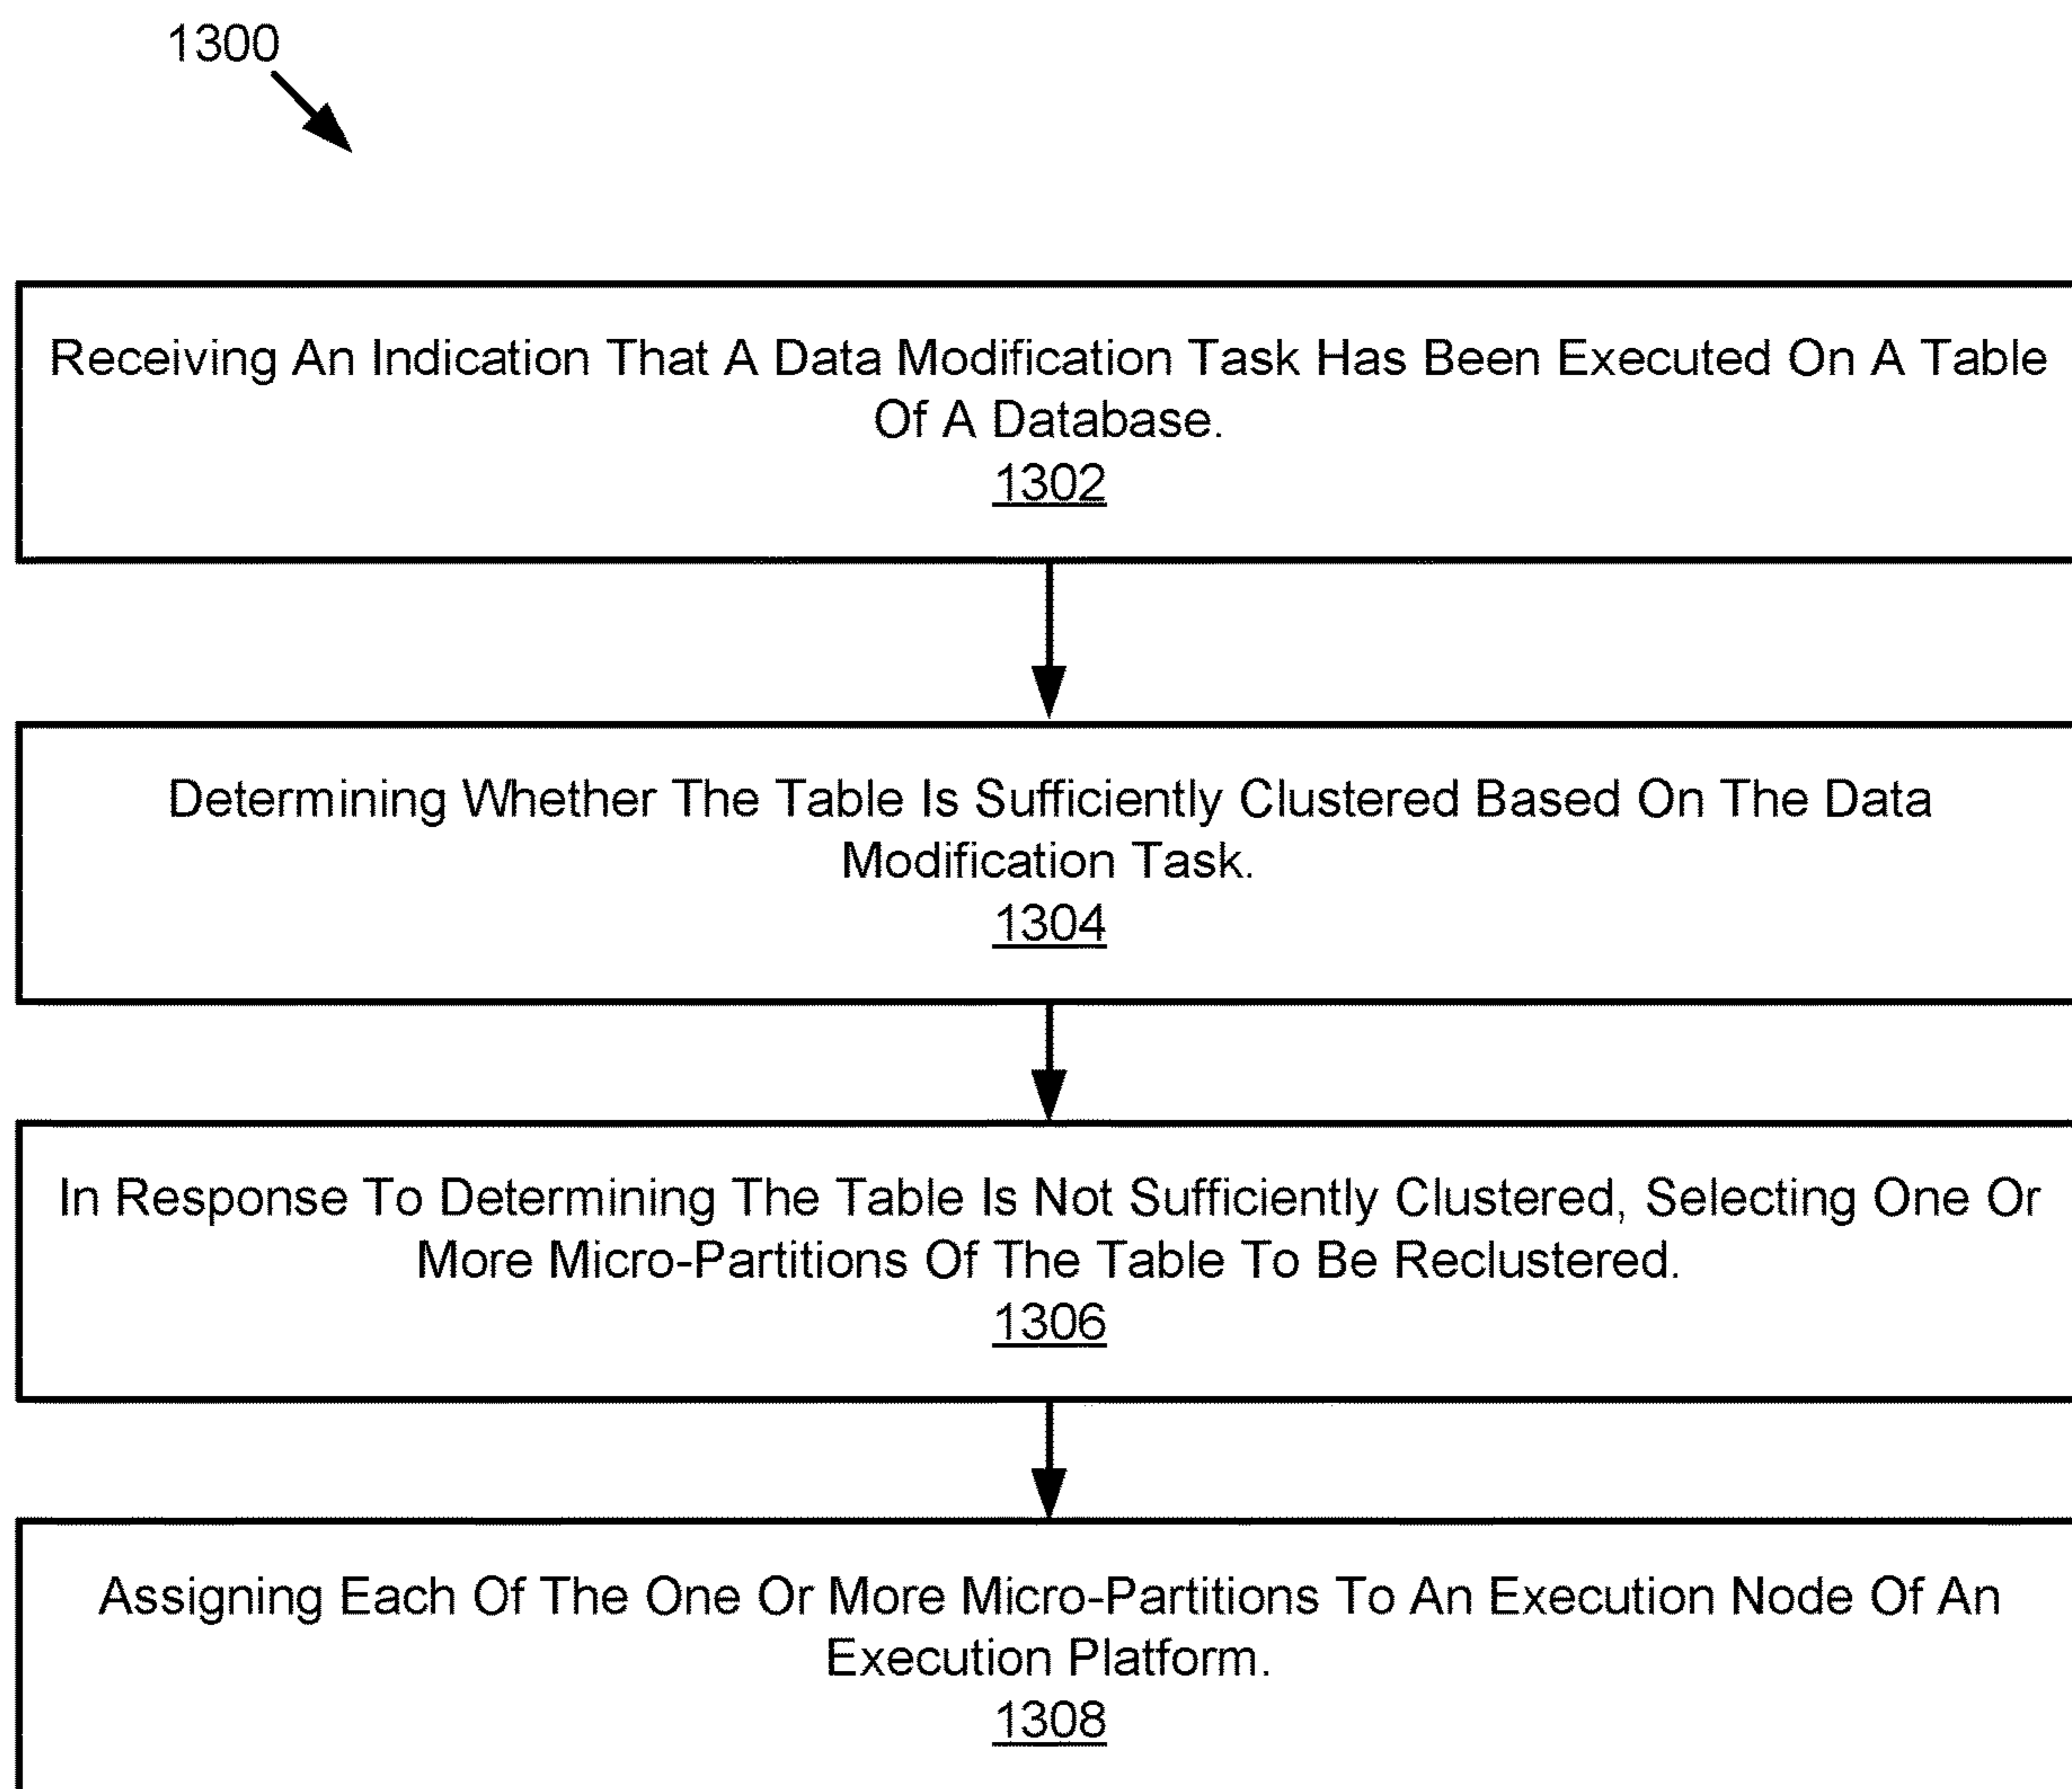 1300
Receiving An Indication That A Data Modification Task Has Been Executed On A Table
Of A Database.
1302
Determining Whether The Table Is Sufficiently Clustered Based On The Data
Modification Task.
1304
In Response To Determining The Table Is Not Sufficiently Clustered, Selecting One Or
More Micro-Partitions Of The Table To Be Reclustered.
1306
Assigning Each Of The One Or More Micro-Partitions To An Execution Node Of An
Execution Platform.
1308